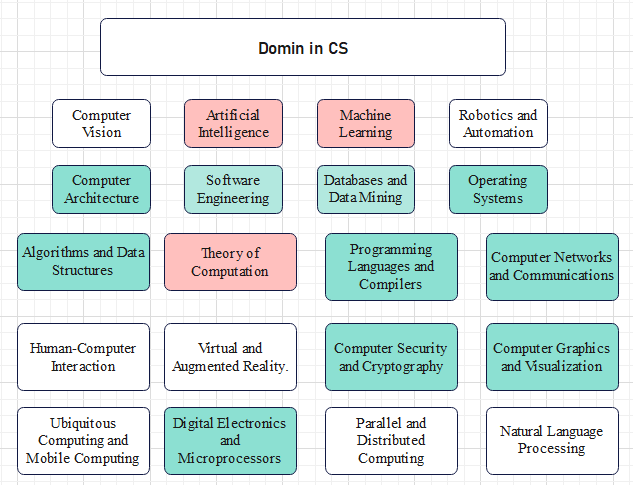 Domin in CS
Computer
Vision
Artificial
Intelligence
Machine
Learning
Robotics and
Automation
Computer
Architecture
Software
Engineering
Databases and
Data Mining
Operating
Systems
Algorithms and Data
Structures
Theory of
Computation
Programming
Languages and
Compilers
Computer Networks
and Communications
Human-Computer
Interaction
Virtual and
Augmented Reality.
Computer Security
and Cryptography
Computer Graphics
and Visualization
Ubiquitous
Computing and
Mobile Computing
Digital Electronics
and
Microprocessors
Parallel and
Distributed
Computing
Natural Language
Processing